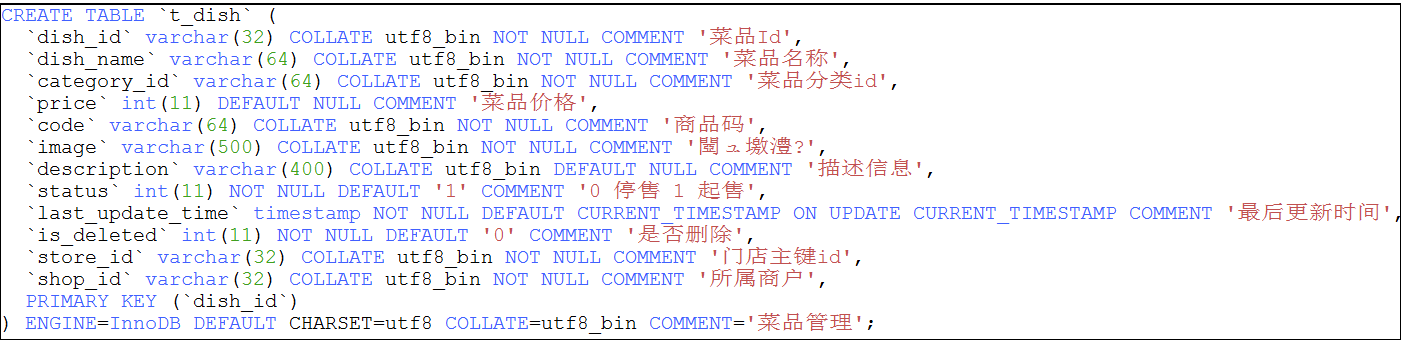 CREATE TABLE `t_dish` (
  `dish_id` varchar(32) COLLATE utf8_bin NOT NULL COMMENT '菜品Id',
  `dish_name` varchar(64) COLLATE utf8_bin NOT NULL COMMENT '菜品名称',
  `category_id` varchar(64) COLLATE utf8_bin NOT NULL COMMENT '菜品分类id',
  `price` int(11) DEFAULT NULL COMMENT '菜品价格',
  `code` varchar(64) COLLATE utf8_bin NOT NULL COMMENT '商品码',
  `image` varchar(500) COLLATE utf8_bin NOT NULL COMMENT '閫ュ墽澧?',
  `description` varchar(400) COLLATE utf8_bin DEFAULT NULL COMMENT '描述信息',
  `status` int(11) NOT NULL DEFAULT '1' COMMENT '0 停售 1 起售',
  `last_update_time` timestamp NOT NULL DEFAULT CURRENT_TIMESTAMP ON UPDATE CURRENT_TIMESTAMP COMMENT '最后更新时间',
  `is_deleted` int(11) NOT NULL DEFAULT '0' COMMENT '是否删除',
  `store_id` varchar(32) COLLATE utf8_bin NOT NULL COMMENT '门店主键id',
  `shop_id` varchar(32) COLLATE utf8_bin NOT NULL COMMENT '所属商户',
  PRIMARY KEY (`dish_id`)
) ENGINE=InnoDB DEFAULT CHARSET=utf8 COLLATE=utf8_bin COMMENT='菜品管理';